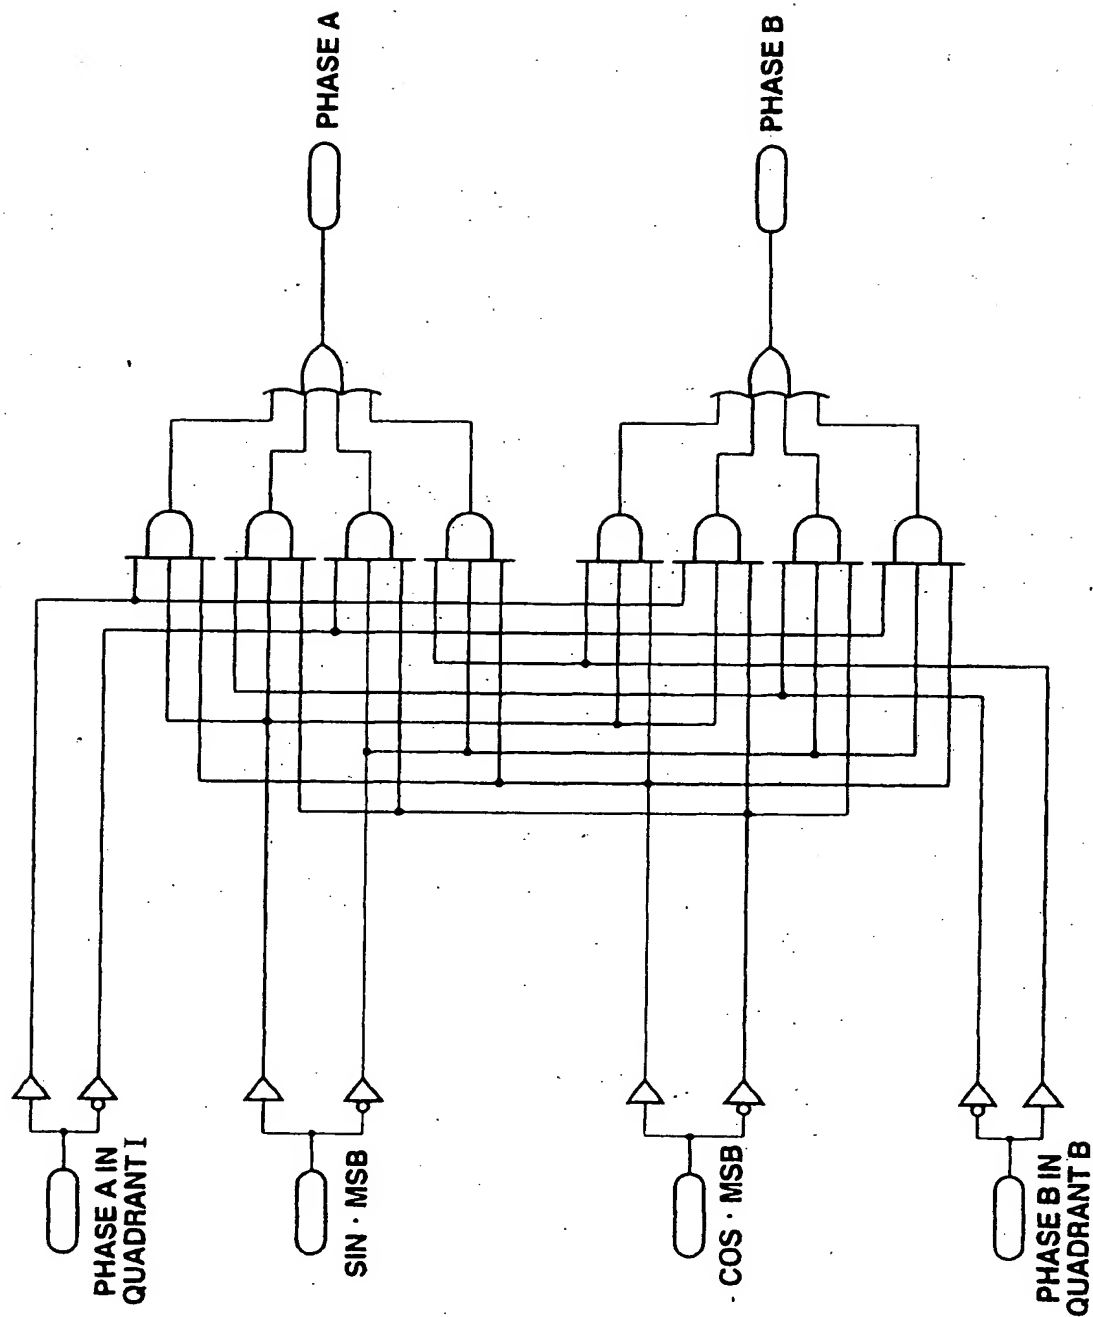 PHASE A IN
QUADRANT I
SIN · MSB
COS · MSB
PHASE B IN
QUADRANT B
PHASE A
PHASE B